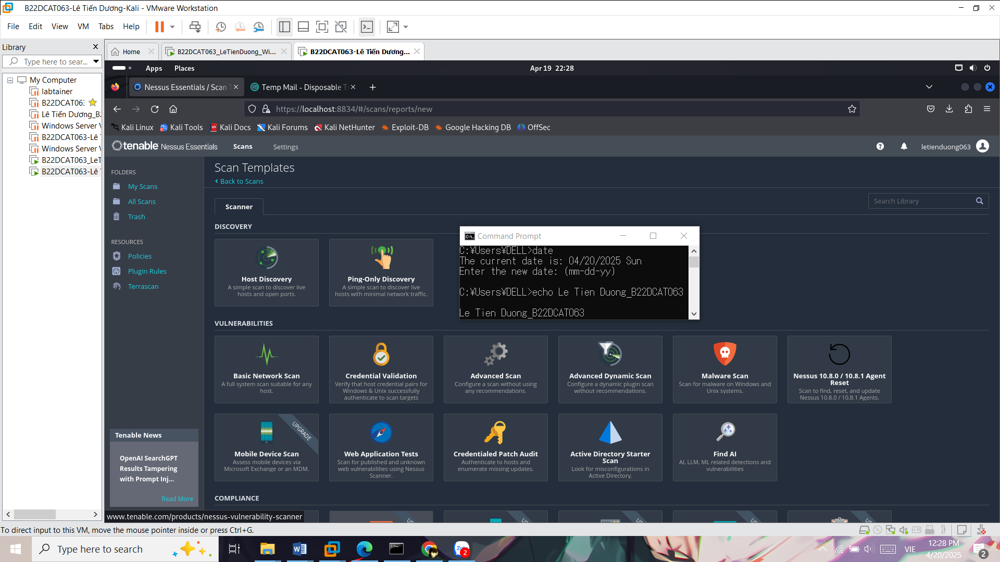 B22DCAT063-Lê Tiến Dương-Kali - VMware Workstation
File Edit View VM Tabs Help
Library
Type here to sear...
My Computer
labtainer
B22DCAT063
Lê Tiến Dương_B2
Windows Server V
B22DCAT063-Lê T
Windows Server V
B22DCAT063_LeT
B22DCAT063-Lê T
Home
B22DCAT063_LeTienDuong_Wi...
B22DCAT063-Lê Tiến Dương...
Apps Places
Apr 19 22:28
Nessus Essentials / Scan T
Temp Mail - Disposable T
https://localhost:8834/#/scans/reports/new
Kali Linux Kali Tools Kali Docs Kali Forums Kali NetHunter Exploit-DB Google Hacking DB OffSec
tenable Nessus Essentials
Scans
Settings
letienduong063
FOLDERS
My Scans
All Scans
Trash
RESOURCES
Policies
Plugin Rules
Terrascan
Tenable News
OpenAI SearchGPT
Results Tampering
with Prompt Inj...
Read More
www.tenable.com/products/nessus-vulnerability-scanner
Scan Templates
Back to Scans
Scanner
Search Library
DISCOVERY
Host Discovery
A simple scan to discover live
hosts and open ports.
Ping-Only Discovery
A simple scan to discover live
hosts with minimal network traffic.
Command Prompt
C:¥Users¥DELL>date
The current date is: 04/20/2025 Sun
Enter the new date: (mm-dd-yy)
C:¥Users¥DELL>echo Le Tien Duong_B22DCAT063
Le Tien Duong_B22DCAT063
VULNERABILITIES
Basic Network Scan
A full system scan suitable for any
host.
Credential Validation
Verify that host credential pairs for
Windows & Unix successfully
authenticate to scan targets
Advanced Scan
Configure a scan without using
any recommendations.
Advanced Dynamic Scan
Configure a dynamic plugin scan
without recommendations.
Malware Scan
Scan for malware on Windows and
Unix systems.
Nessus 10.8.0 / 10.8.1 Agent
Reset
Scan to find, reset, and update
Nessus 10.8.0 / 10.8.1 Agents.
UPGRADE
Mobile Device Scan
Assess mobile devices via
Microsoft Exchange or an MDM.
Web Application Tests
Scan for published and unknown
web vulnerabilities using Nessus
Scanner.
Credentialed Patch Audit
Authenticate to hosts and
enumerate missing updates.
Active Directory Starter
Scan
Look for misconfigurations in
Active Directory.
Find AI
AI, LLM, ML related detections and
vulnerabilities
COMPLIANCE
To direct input to this VM, move the mouse pointer inside or press Ctrl+G.
Type here to search
VIE
12:28 PM
4/20/2025
2
2